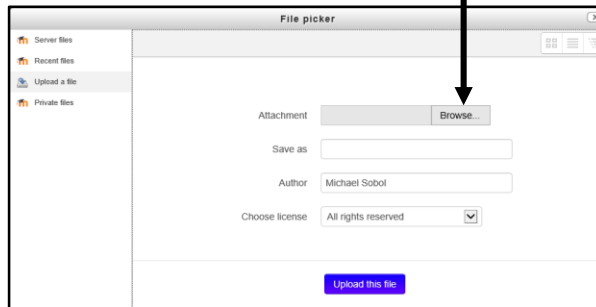 File picker
Server files
Recent files
Upload a file
Private files
Attachment Browse...
Save as
Author Michael Sobol
Choose license All rights reserved
Upload this file